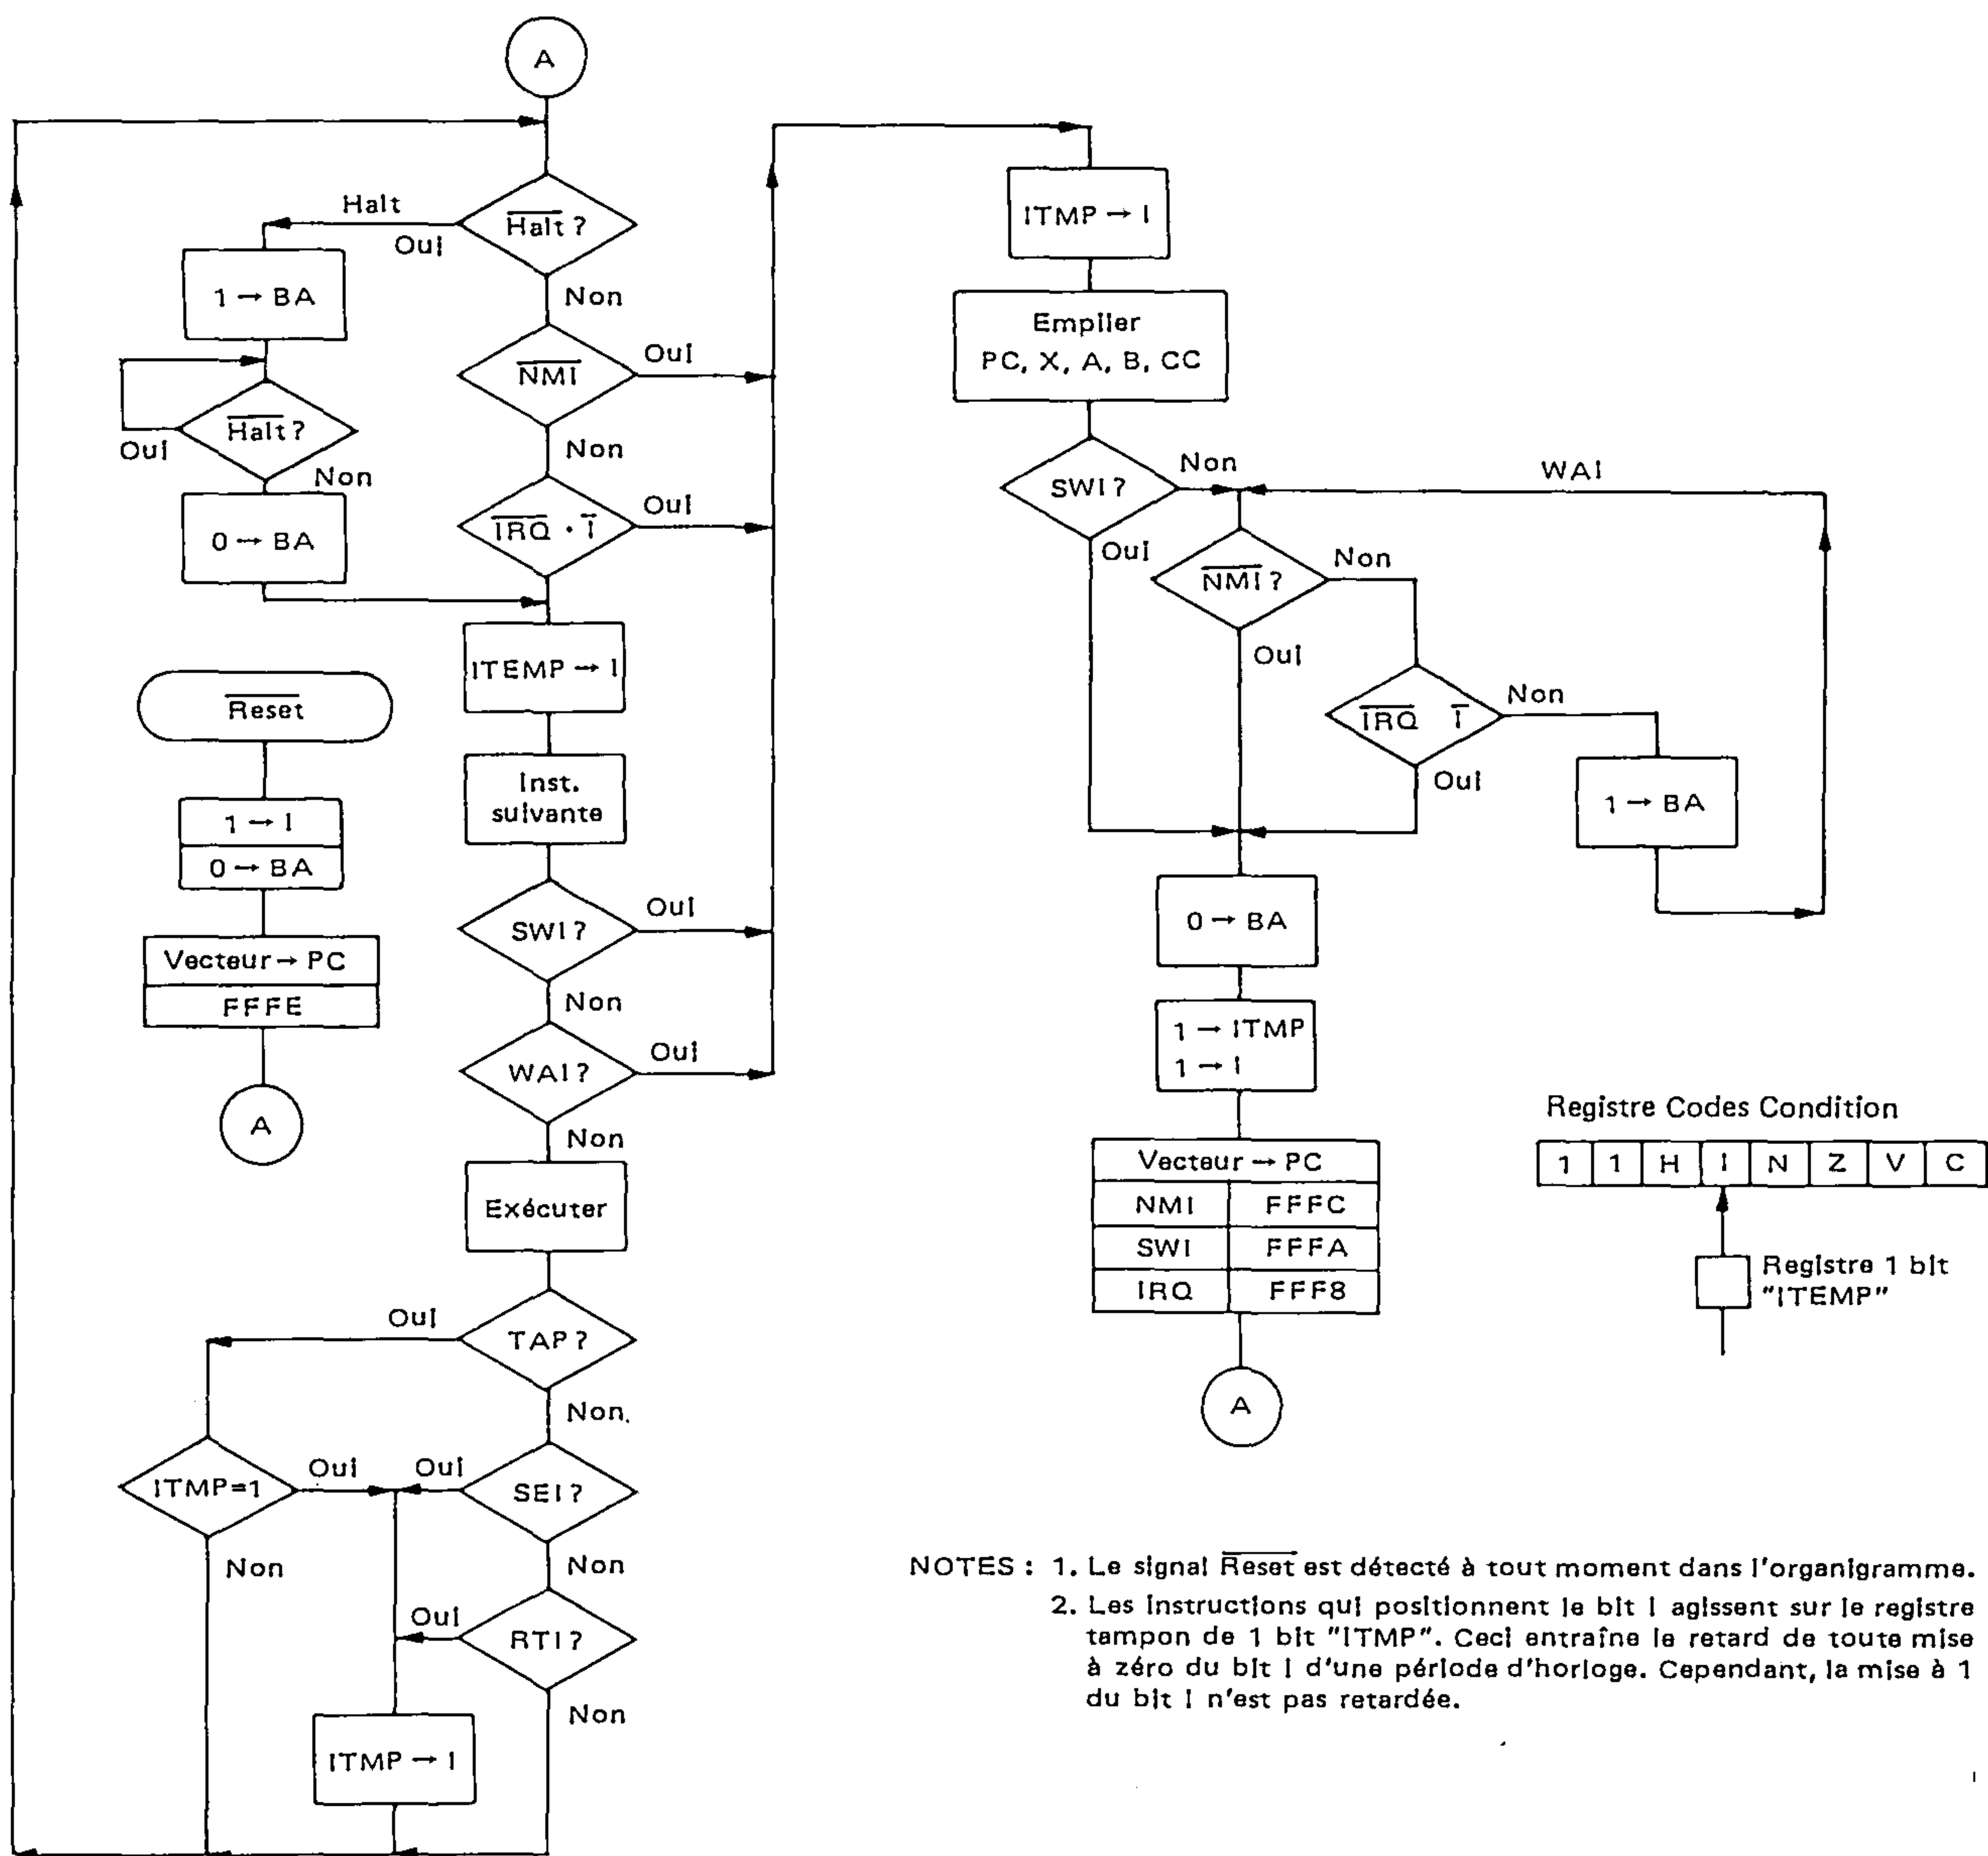 A
Halt
Halt ?
Oui
1 → BA
Non
NMI
Oui
Halt ?
Oui
Non
Non
IRQ · I
Oui
0 → BA
ITEMP → I
Reset
Inst.
suivante
1 → I
0 → BA
SWI ?
Oui
Vecteur → PC
FFFE
Non
WAI ?
Oui
A
Non
Exécuter
Oui
TAP ?
Non.
ITMP=1
Oui
Oui
SEI ?
Non
Non
Oui
RTI ?
Non
ITMP → I
ITMP → I
Empiler
PC, X, A, B, CC
SWI ?
Non
WAI
Oui
NMI ?
Non
Oui
IRQ I
Non
Oui
1 → BA
0 → BA
1 → ITMP
1 → I
Vecteur → PC
NMI FFFC
SWI FFFA
IRQ FFF8
A
Registre Codes Condition
1 1 H I N Z V C
Registre 1 bit
"ITEMP"
NOTES : 1. Le signal Reset est détecté à tout moment dans l'organigramme.
2. Les instructions qui positionnent le bit I agissent sur le registre
tampon de 1 bit "ITMP". Ceci entraîne le retard de toute mise
à zéro du bit I d'une période d'horloge. Cependant, la mise à 1
du bit I n'est pas retardée.